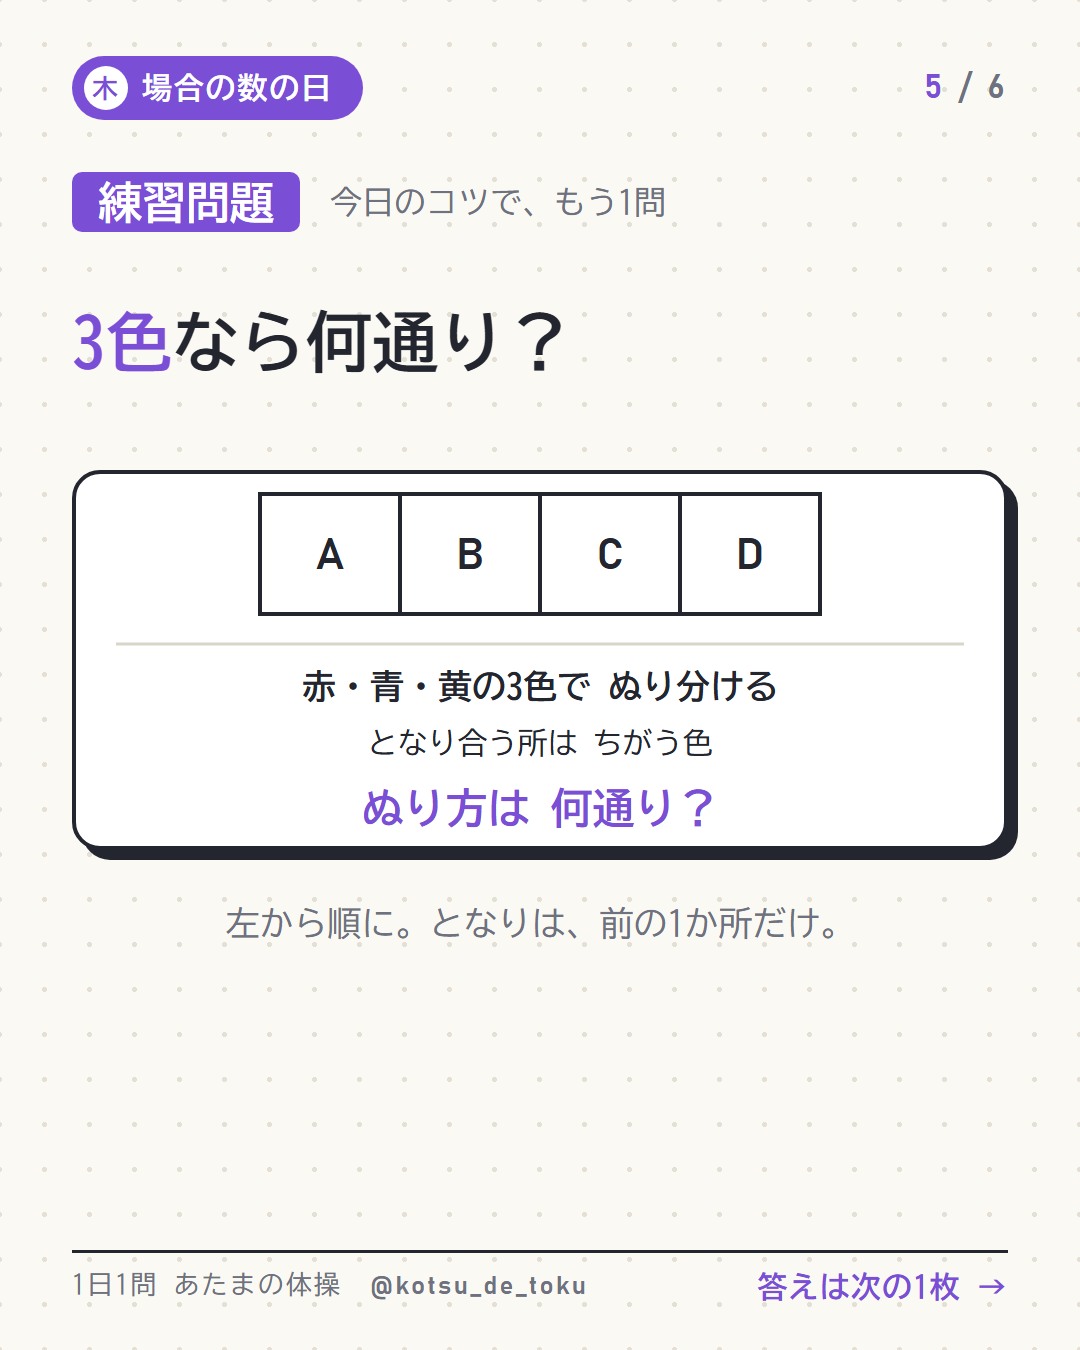 木 場合の数の日
5 / 6
練習問題 今日のコツで、もう1問
3色なら何通り？
A B C D
赤・青・黄の3色で ぬり分ける
となり合う所は ちがう色
ぬり方は 何通り？
左から順に。となりは、前の1か所だけ。
1日1問 あたまの体操 @kotsu_de_toku 答えは次の1枚 →